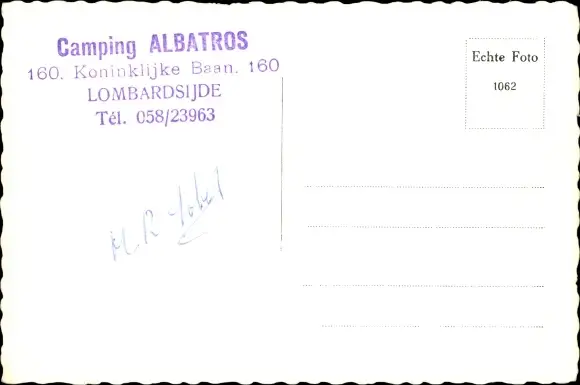 Camping ALBATROS
160. Koninklijke Baan. 160
LOMBARDSIJDE
Tél. 058/23963
Echte Foto
1062